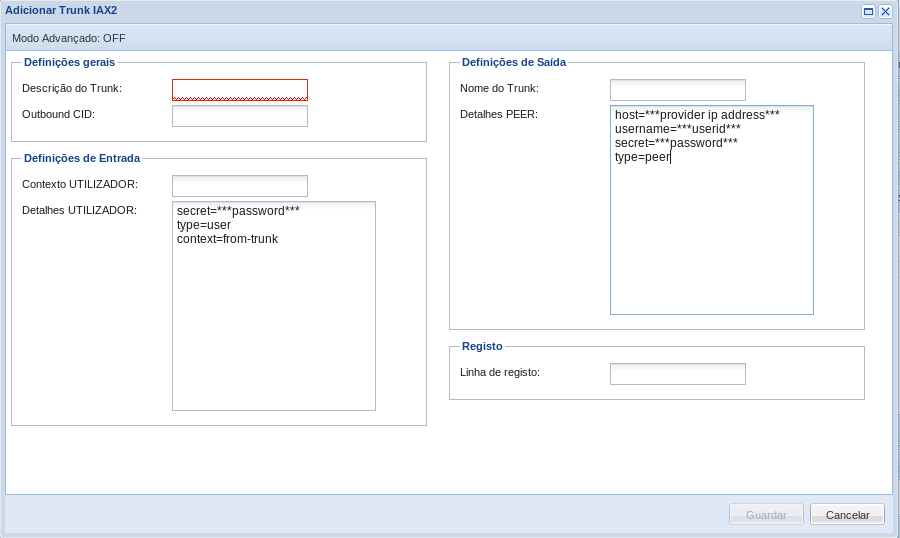 Adicionar Trunk IAX2
Modo Avançado: OFF
Definições gerais
Descrição do Trunk:
Outbound CID:
Definições de Entrada
Contexto UTILIZADOR:
Detalhes UTILIZADOR:
secret=***password***
type=user
context=from-trunk
Definições de Saída
Nome do Trunk:
Detalhes PEER:
host=***provider ip address***
username=***userid***
secret=***password***
type=peer
Registo
Linha de registo:
Guardar
Cancelar